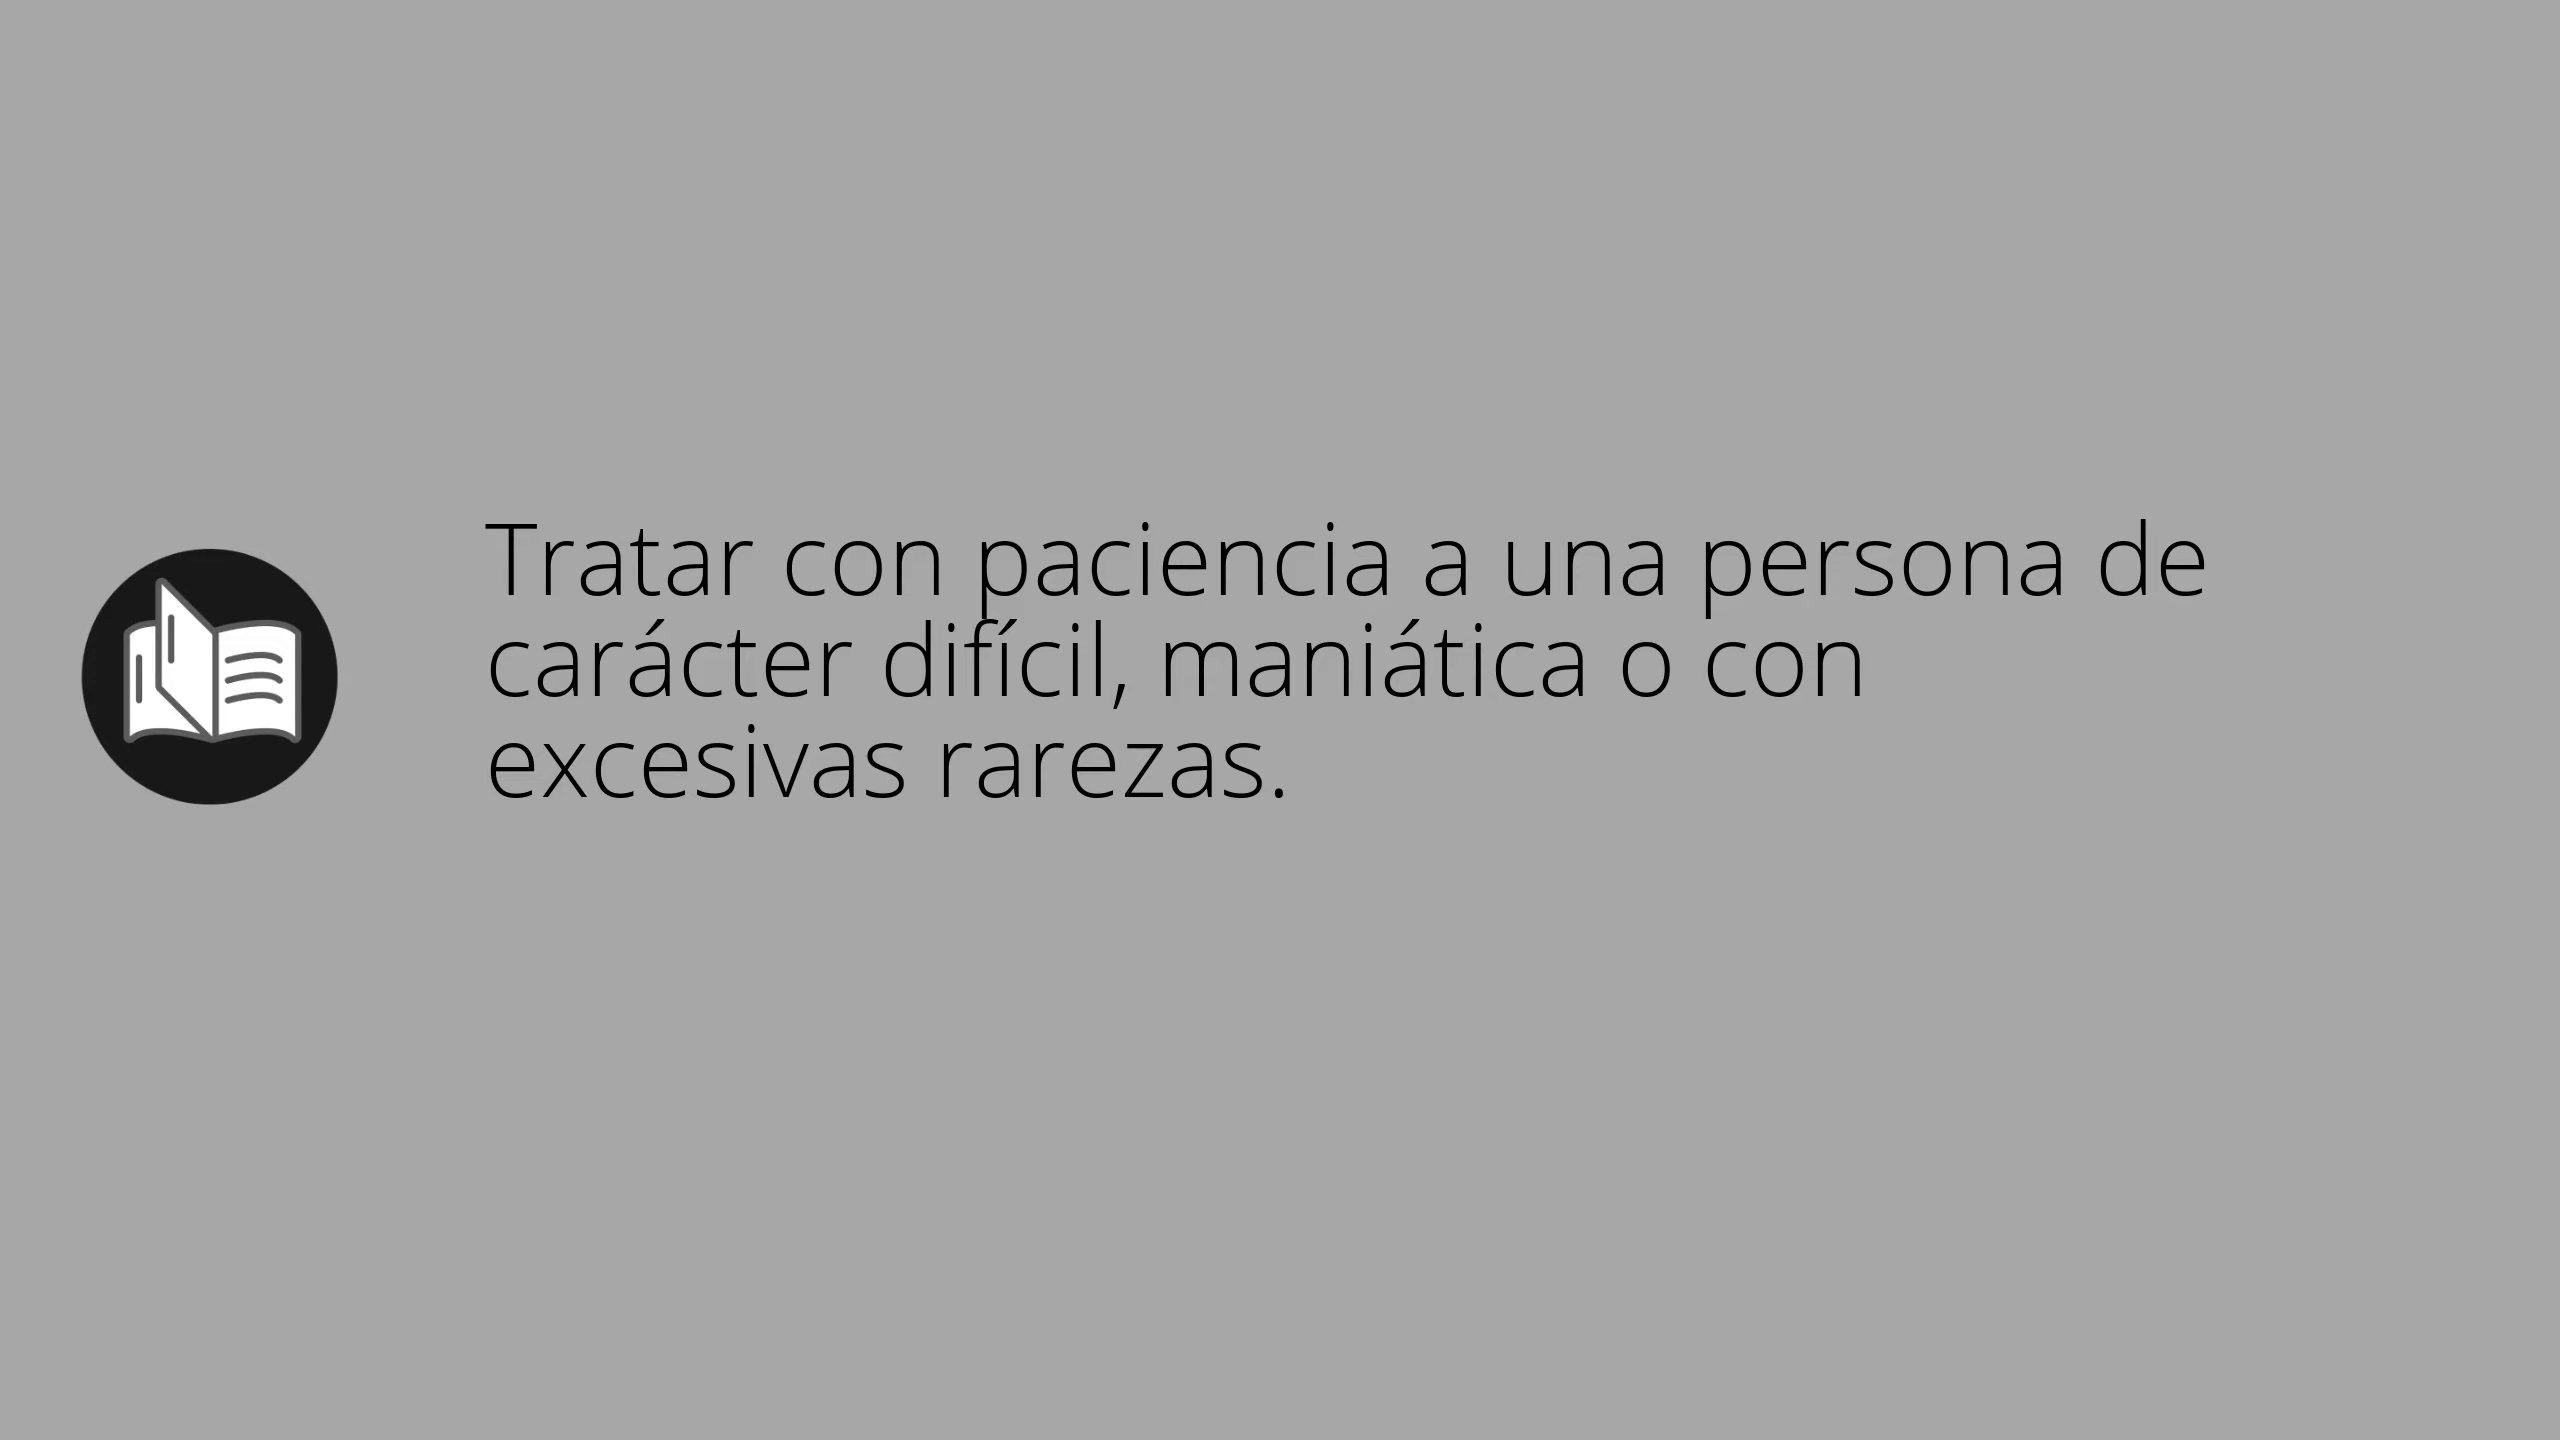 Tratar con paciencia a una persona de
carácter difícil, maniática o con
excesivas rarezas.